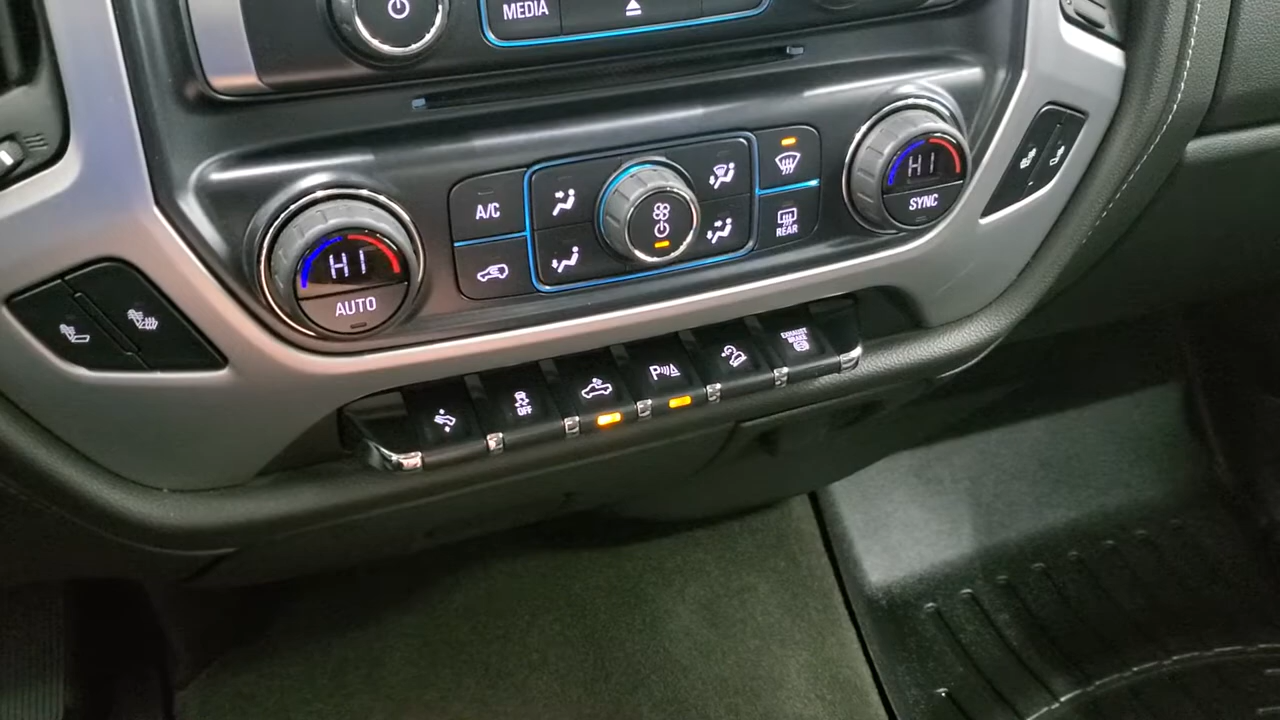 MEDIA
A/C
HI
AUTO
REAR
HI
SYNC
OFF
P
EXHAUST
BRAKE